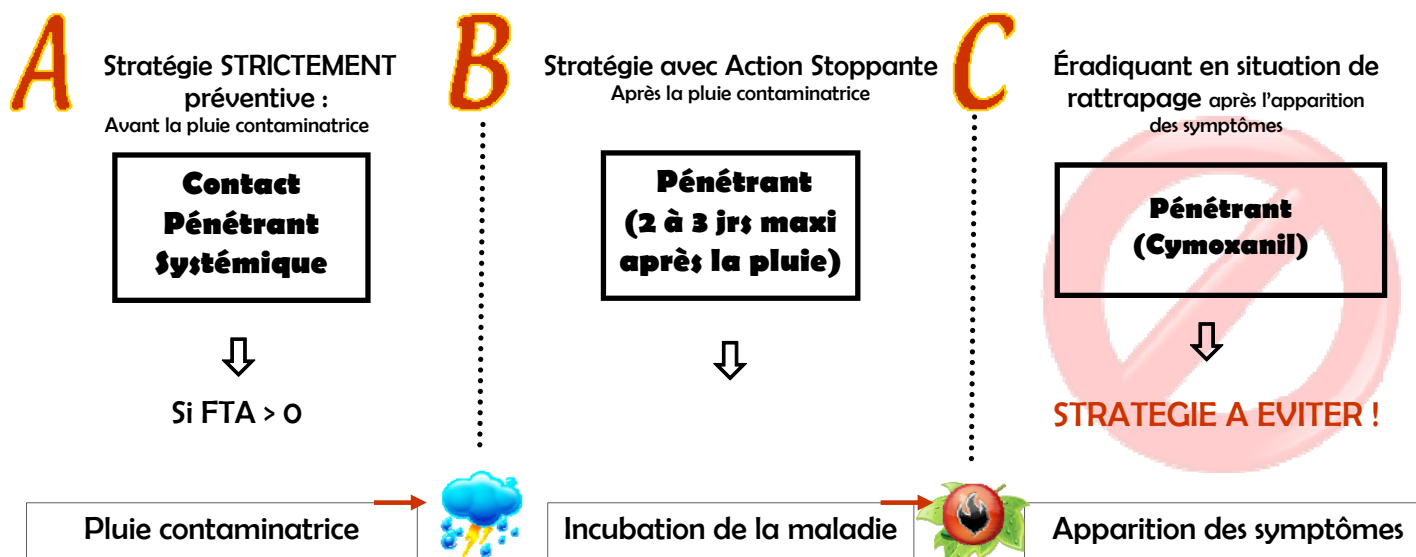 A
Stratégie STRICTEMENT
préventive :
Avant la pluie contaminatrice
Contact
Pénétrant
Systémique
Si FTA > 0
B
Stratégie avec Action Stoppante
Après la pluie contaminatrice
Pénétrant
(2 à 3 jrs maxi
après la pluie)
C
Éradiquant en situation de
rattrapage après l'apparition
des symptômes
Pénétrant
(Cymoxanil)
STRATEGIE A EVITER !
Pluie contaminatrice
Incubation de la maladie
Apparition des symptômes